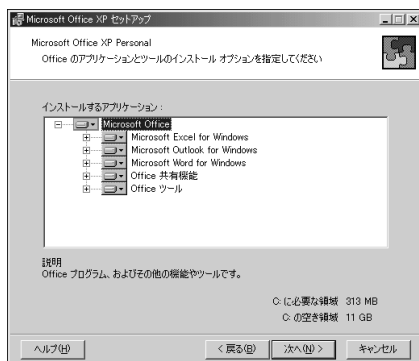 Microsoft Office XP セットアップ
Microsoft Office XP Personal
Office のアプリケーションとツールのインストール オプションを指定してください
インストールするアプリケーション:
Microsoft Office
Microsoft Excel for Windows
Microsoft Outlook for Windows
Microsoft Word for Windows
Office 共有機能
Office ツール
説明
Office プログラム、およびその他の機能やツールです。
C: に必要な領域 313 MB
C: の空き領域 11 GB
ヘルプ(H) < 戻る(B) 次へ(N) > キャンセル